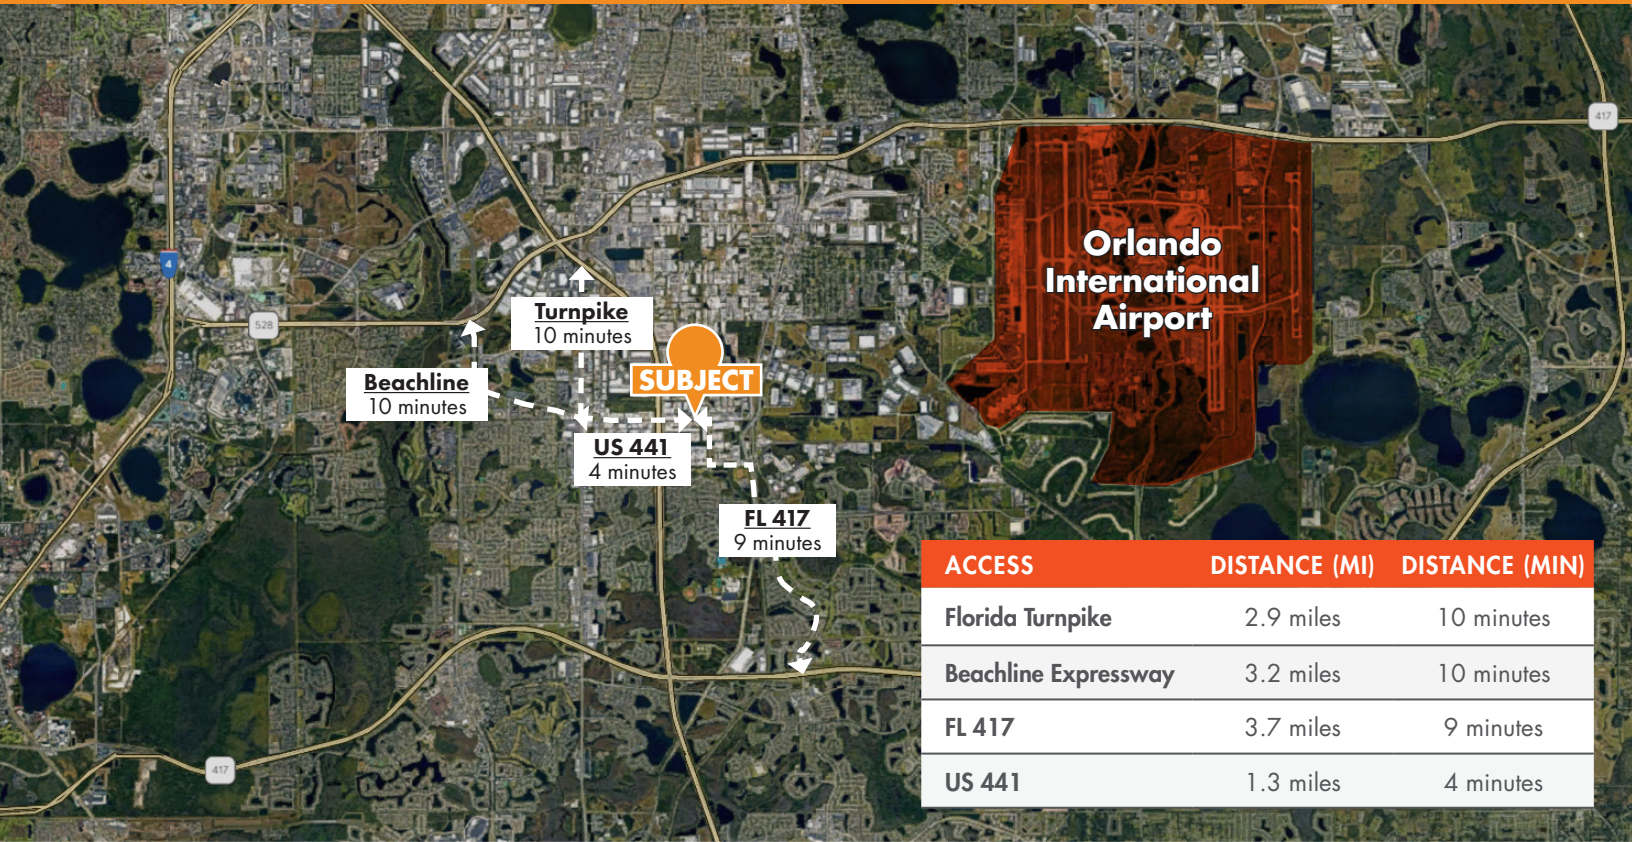 417
Orlando
International
Airport
4
528
Turnpike
10 minutes
Beachline
10 minutes
SUBJECT
US 441
4 minutes
FL 417
9 minutes
ACCESS DISTANCE (MI) DISTANCE (MIN)
Florida Turnpike 2.9 miles 10 minutes
Beachline Expressway 3.2 miles 10 minutes
FL 417 3.7 miles 9 minutes
US 441 1.3 miles 4 minutes
417